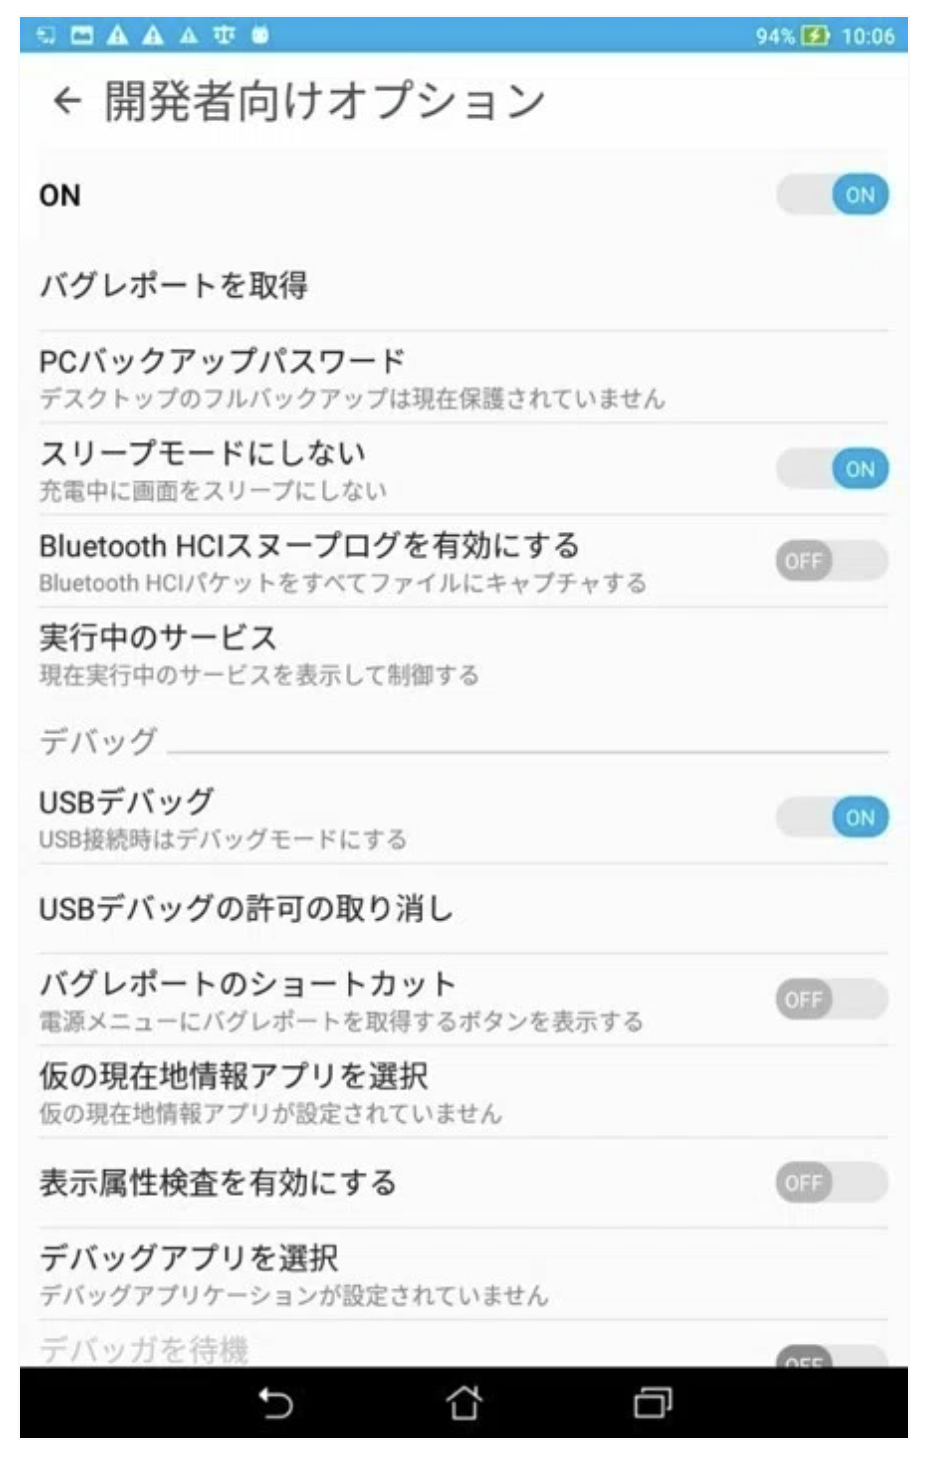 94% 10:06
開発者向けオプション
ON ON
バグレポートを取得
PCバックアップパスワード
デスクトップのフルバックアップは現在保護されていません
スリープモードにしない
ON
充電中に画面をスリープにしない
Bluetooth HCIスヌープログを有効にする
OFF
Bluetooth HCIパケットをすべてファイルにキャプチャする
実行中のサービス
現在実行中のサービスを表示して制御する
デバッグ
USBデバッグ
ON
USB接続時はデバッグモードにする
USBデバッグの許可の取り消し
バグレポートのショートカット
OFF
電源メニューにバグレポートを取得するボタンを表示する
仮の現在地情報アプリを選択
仮の現在地情報アプリが設定されていません
表示属性検査を有効にする OFF
デバッグアプリを選択
デバッグアプリケーションが設定されていません
デバッガを待機
OFF